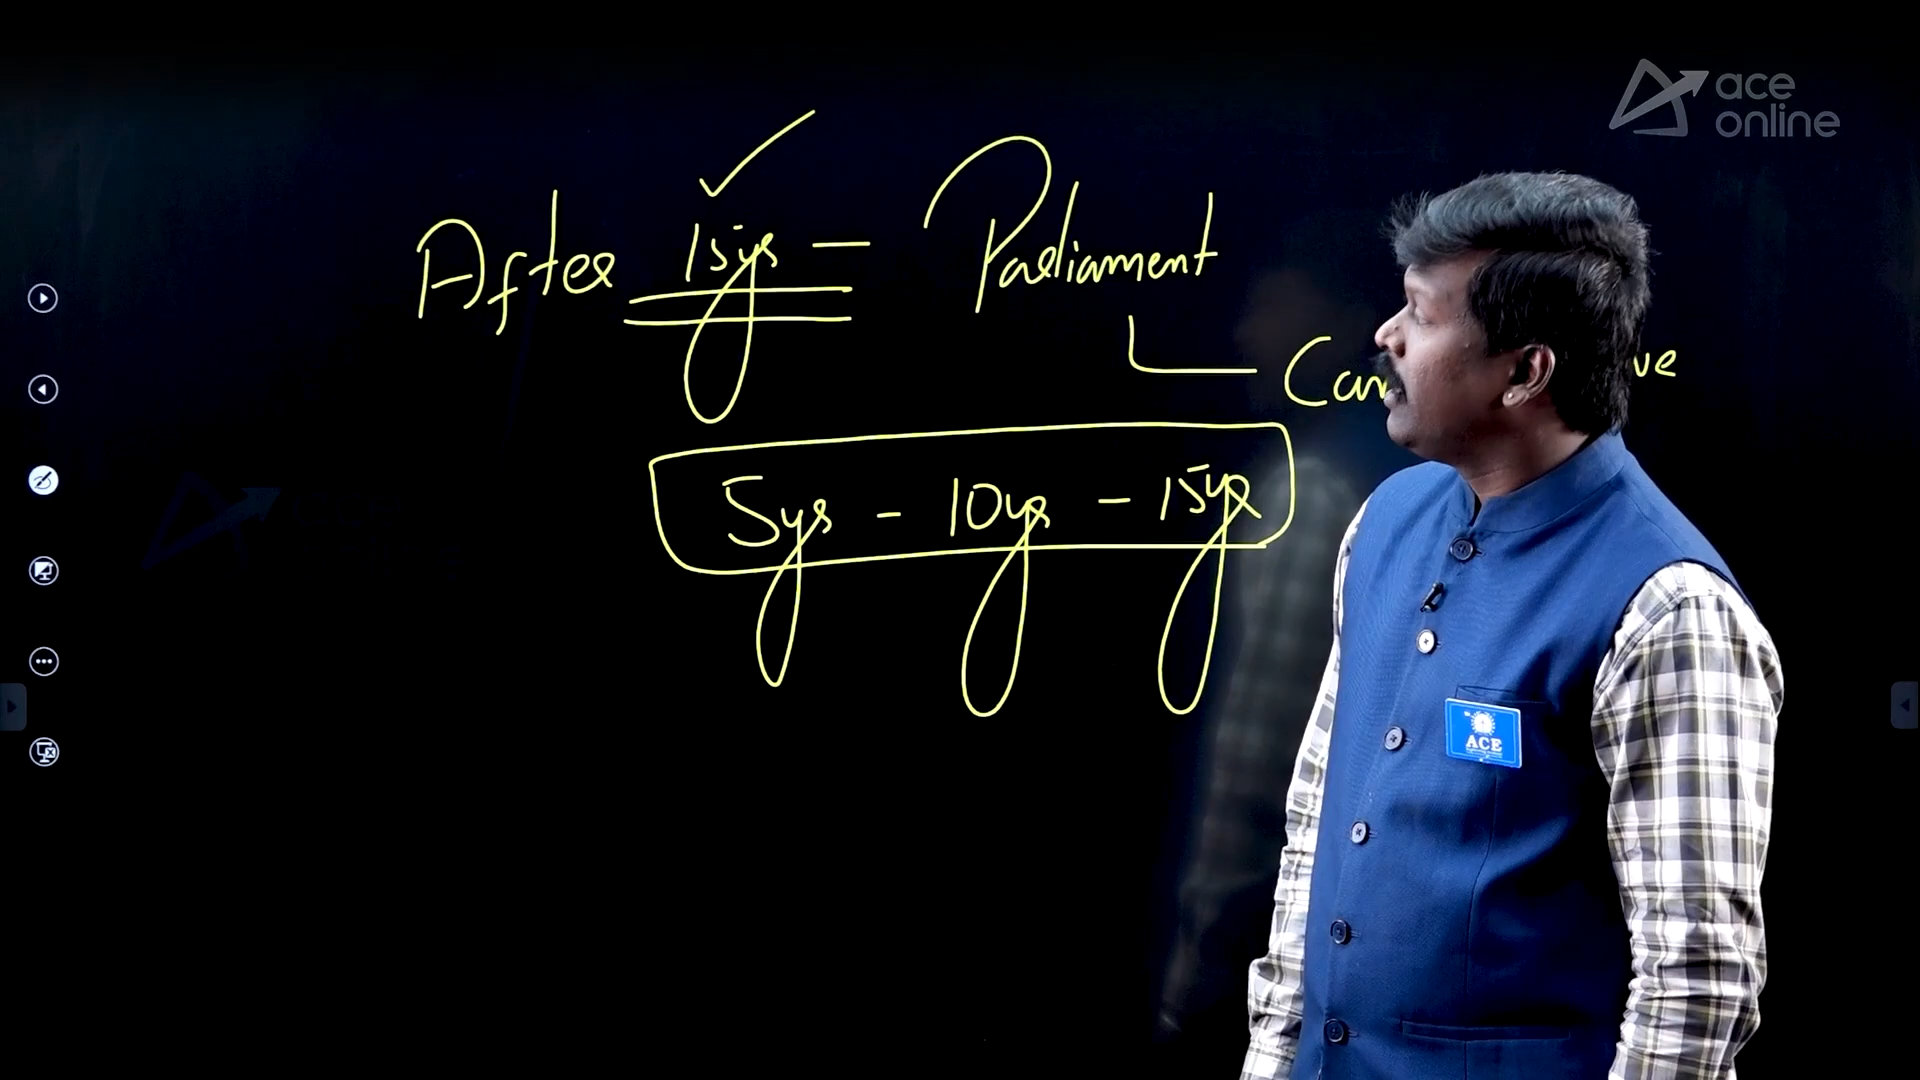 ace
online
After 15ys - Parliament
5ys - 10ys - 15ys
ACE